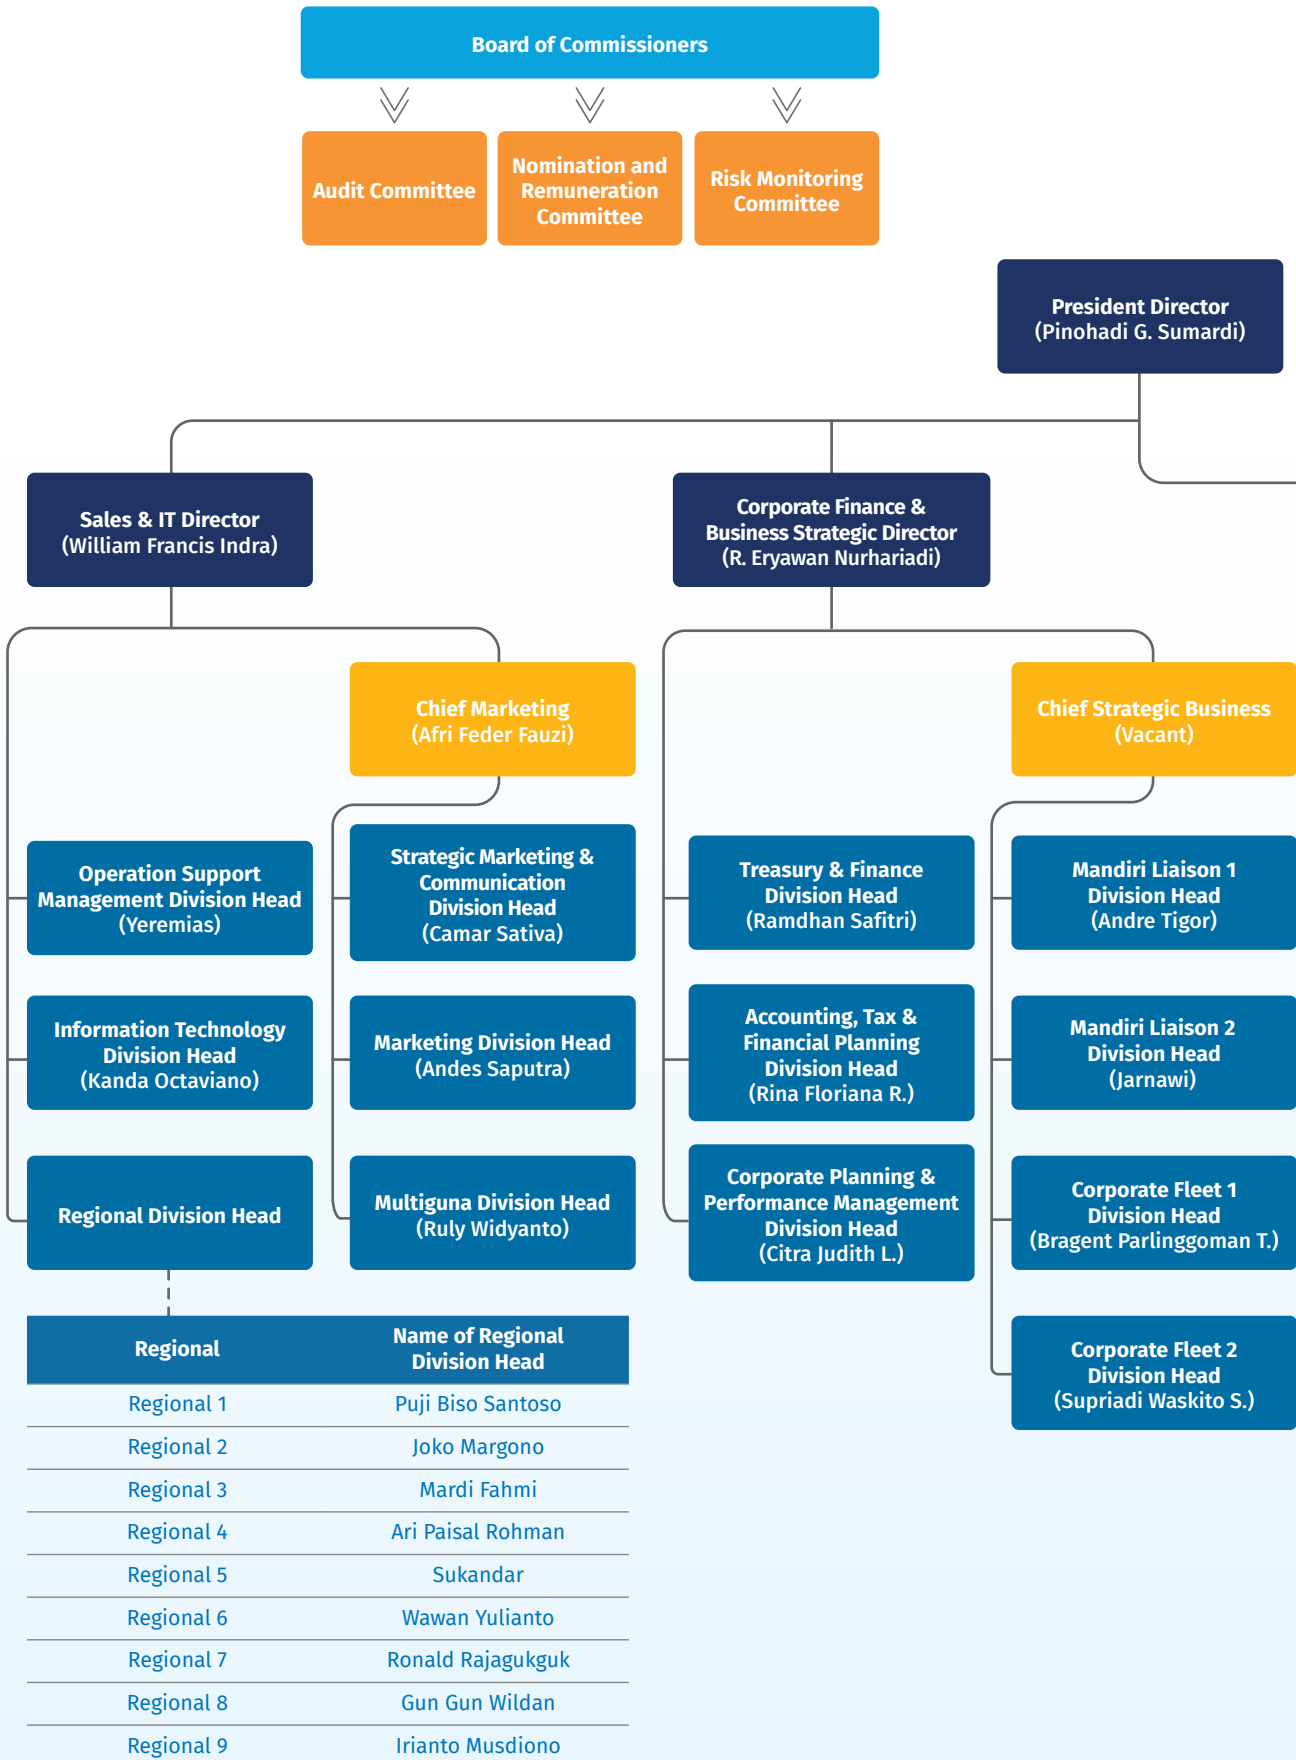 Board of Commissioners
Audit Committee
Nomination and
Remuneration
Committee
Risk Monitoring
Committee
President Director
(Pinohadi G. Sumardi)
Sales & IT Director
(William Francis Indra)
Corporate Finance &
Business Strategic Director
(R. Eryawan Nurhariadi)
Chief Marketing
(Afri Feder Fauzi)
Chief Strategic Business
(Vacant)
Operation Support
Management Division Head
(Yeremias)
Strategic Marketing &
Communication
Division Head
(Camar Sativa)
Treasury & Finance
Division Head
(Ramdhan Safitri)
Mandiri Liaison 1
Division Head
(Andre Tigor)
Information Technology
Division Head
(Kanda Octaviano)
Marketing Division Head
(Andes Saputra)
Accounting, Tax &
Financial Planning
Division Head
(Rina Floriana R.)
Mandiri Liaison 2
Division Head
(Jarnawi)
Regional Division Head
Multiguna Division Head
(Ruly Widyanto)
Corporate Planning &
Performance Management
Division Head
(Citra Judith L.)
Corporate Fleet 1
Division Head
(Bragent Parlinggoman T.)
Corporate Fleet 2
Division Head
(Supriadi Waskito S.)
Regional
Name of Regional
Division Head
Regional 1 Puji Biso Santoso
Regional 2 Joko Margono
Regional 3 Mardi Fahmi
Regional 4 Ari Paisal Rohman
Regional 5 Sukandar
Regional 6 Wawan Yulianto
Regional 7 Ronald Rajagukguk
Regional 8 Gun Gun Wildan
Regional 9 Irianto Musdiono